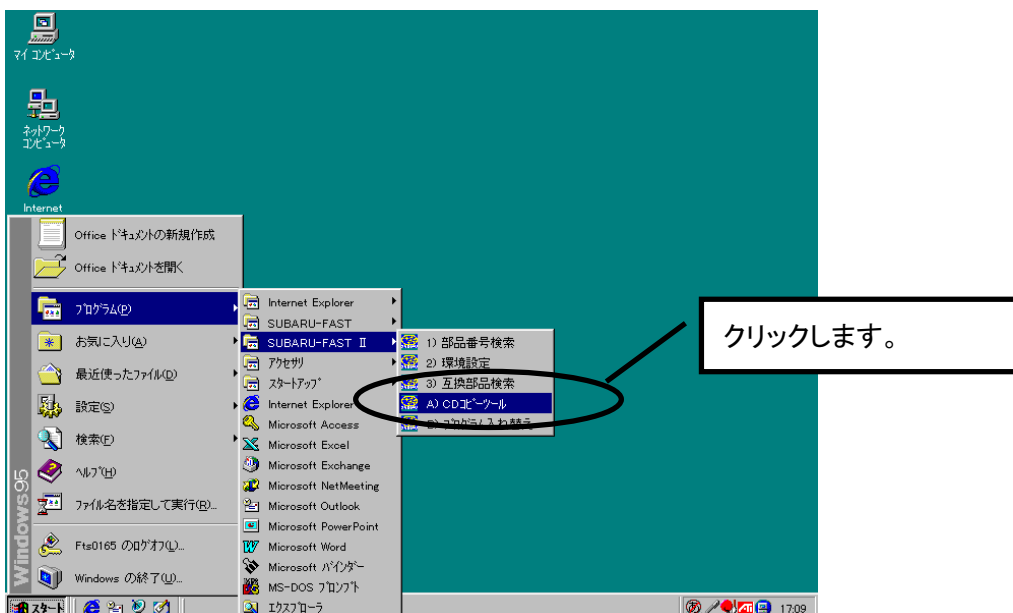 マイ コンピュータ
ネットワーク
コンピュータ
Internet
Office ドキュメントの新規作成
Office ドキュメントを開く
プログラム(P)
お気に入り(A)
最近使ったファイル(D)
設定(S)
検索(F)
ヘルプ(H)
ファイル名を指定して実行(R)...
Fts0165 のログオフ(L)...
Windows の終了(U)...
Windows95
Internet Explorer
SUBARU-FAST
SUBARU-FAST Ⅱ
アクセサリ
スタートアップ
Internet Explorer
Microsoft Access
Microsoft Excel
Microsoft Exchange
Microsoft NetMeeting
Microsoft Outlook
Microsoft PowerPoint
Microsoft Word
Microsoft バインダー
MS-DOS プロンプト
エクスプローラ
1) 部品番号検索
2) 環境設定
3) 互換部品検索
A) CDコピーツール
B) プログラム入れ替え
クリックします。
スタート
17:09